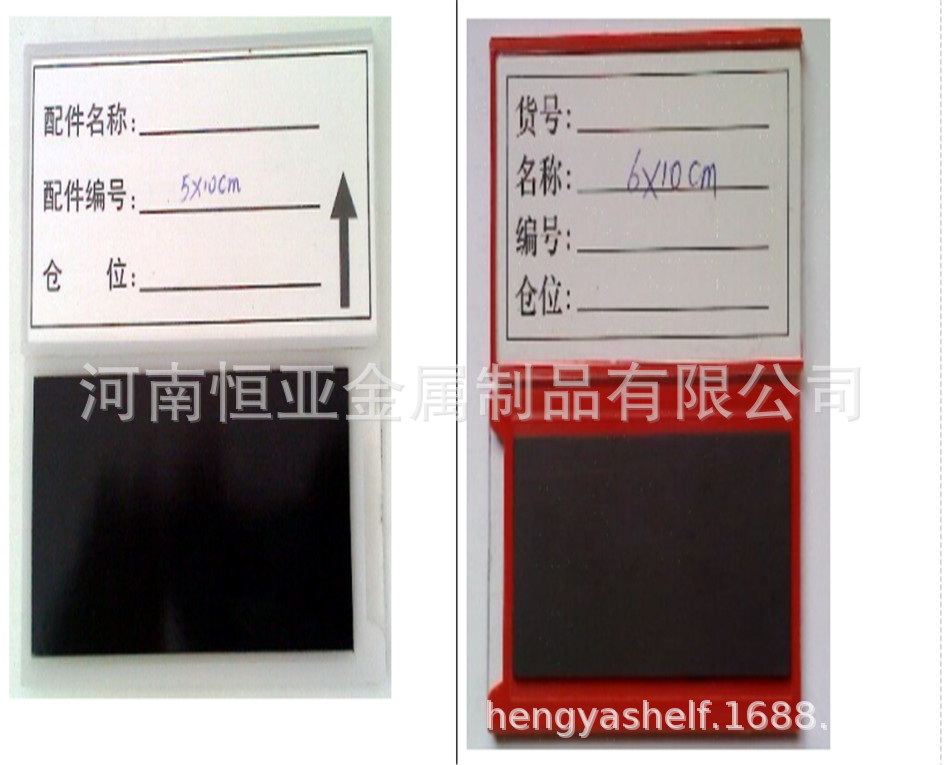 配件名称:
配件编号: 5X10cm
仓 位:
货号:
名称: 6X10cm
编号:
仓位:
河南恒亚金属制品有限公司
hengyashelf.1688.